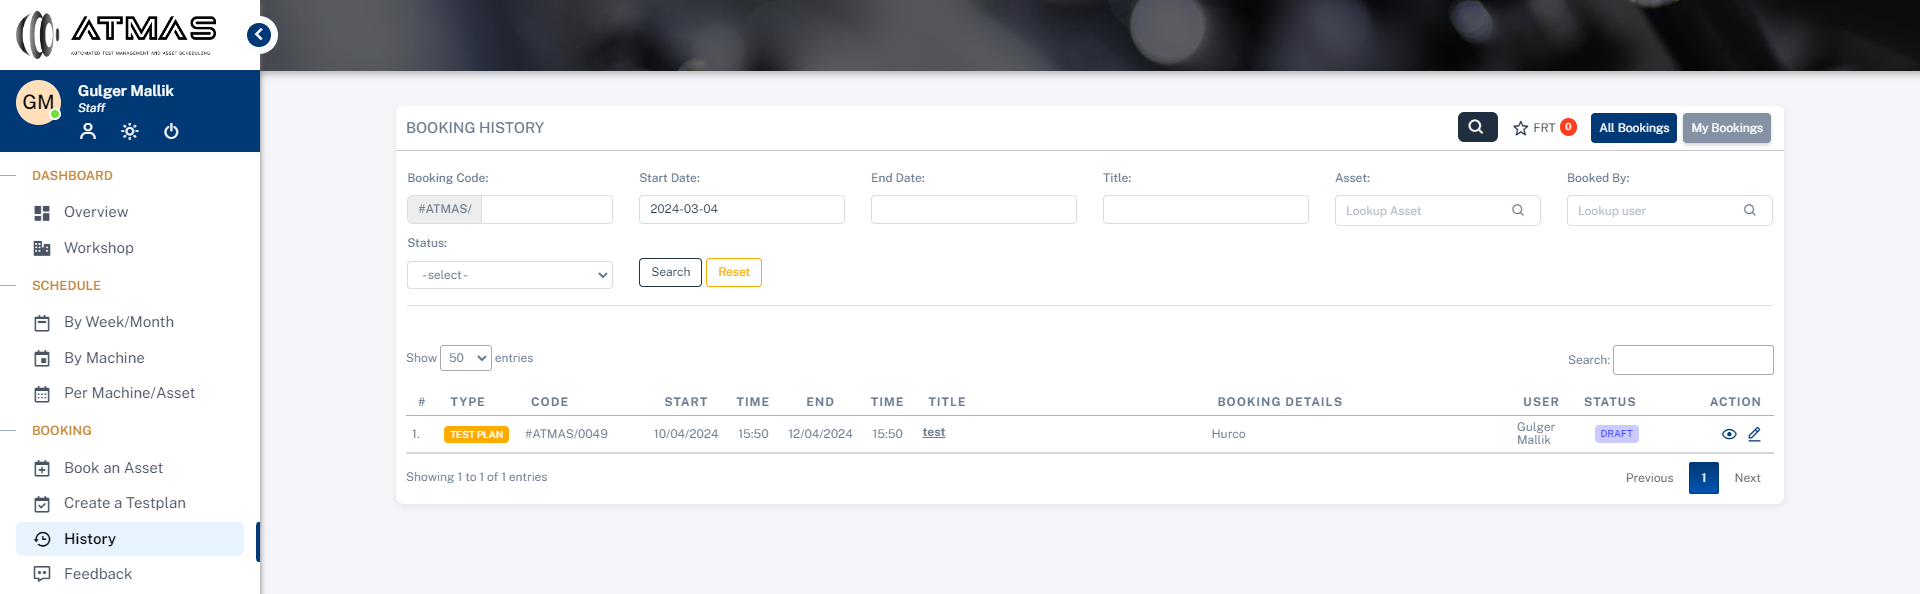 ATMAS
AUTOMATED TEST MANAGEMENT AND ASSET SCHEDULING
GM
Gulger Mallik
Staff
DASHBOARD
Overview
Workshop
SCHEDULE
By Week/Month
By Machine
Per Machine/Asset
BOOKING
Book an Asset
Create a Testplan
History
Feedback
BOOKING HISTORY
FRT 0 All Bookings My Bookings
Booking Code: Start Date: End Date: Title: Asset: Booked By:
#ATMAS/ 2024-03-04 Lookup Asset Lookup user
Status:
- select - Search Reset
Show 50 entries Search:
# TYPE CODE START TIME END TIME TITLE BOOKING DETAILS USER STATUS ACTION
1. TEST PLAN #ATMAS/0049 10/04/2024 15:50 12/04/2024 15:50 test Hurco Gulger Mallik DRAFT
Showing 1 to 1 of 1 entries Previous 1 Next